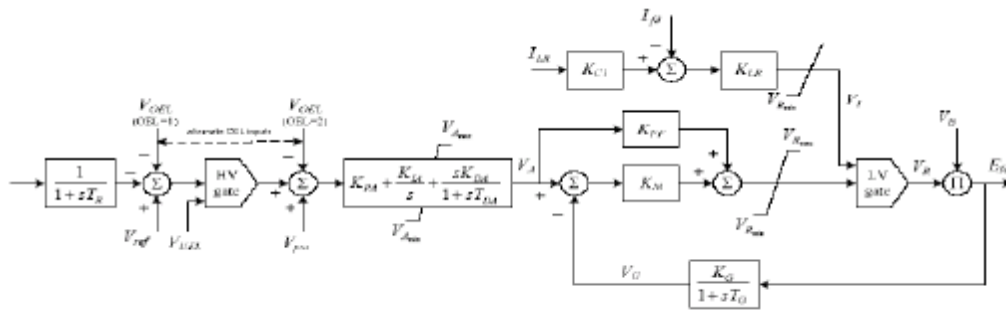 I_fd
I_LR
K_C1
Σ
K_LR
V_Rmin
V_I
V_OEL
(OEL=1)
alternate OEL inputs
V_OEL
(OEL=2)
V_Amax
K_FF
V_Rmax
V_B
1
1+sT_R
Σ
HV
gate
Σ
K_PA + K_IA/s + sK_DA/(1+sT_DA)
V_A
Σ
K_M
Σ
LV
gate
V_R
Π
V_ref
V_UEL
V_pss
V_Amin
V_Rmin
V_G
K_G
1+sT_G